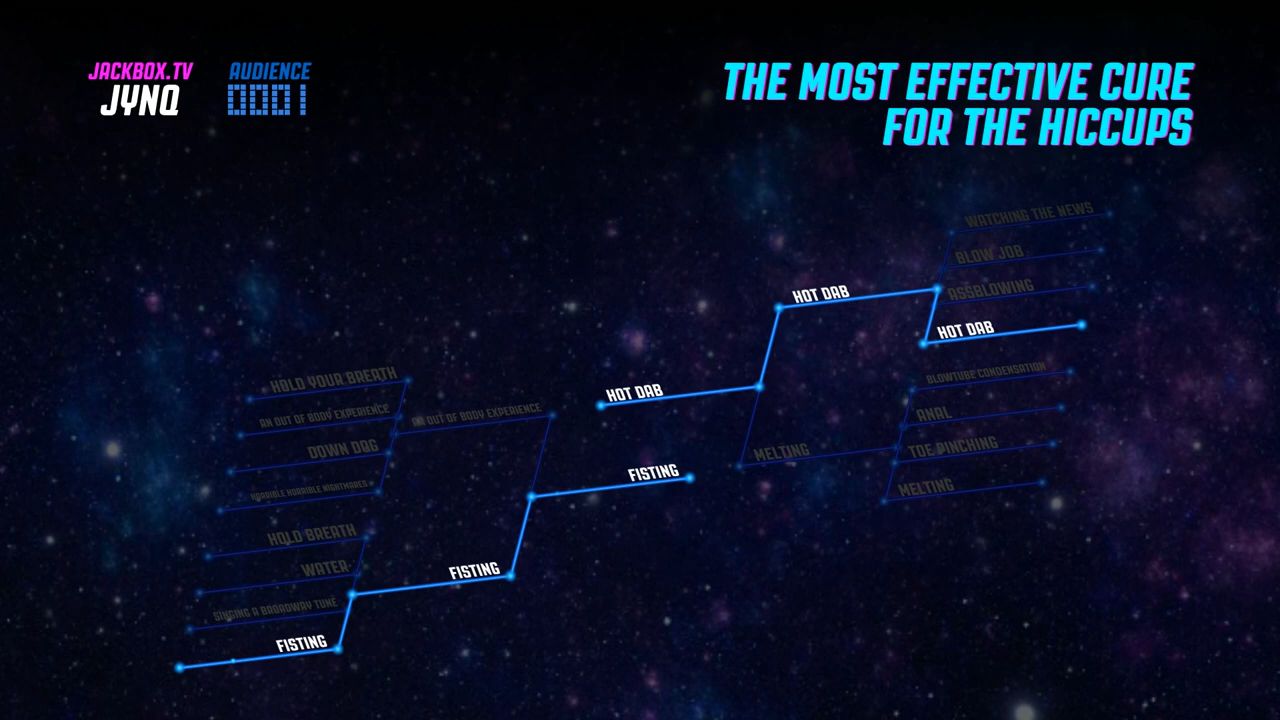 JACKBOX.TV
JYNQ
AUDIENCE
0001
THE MOST EFFECTIVE CURE
FOR THE HICCUPS
HOLD YOUR BREATH
AN OUT OF BODY EXPERIENCE
DOWN DAG
HORRIBLE HORRIBLE NIGHTMARES
HOLD BREATH
WATER
SINGING A BROADWAY TUNE
FISTING
AN OUT OF BODY EXPERIENCE
FISTING
FISTING
HOT DAB
HOT DAB
MELTING
WATCHING THE NEWS
BLOW JOB
ASSBLOWING
HOT DAB
BLOWTUBE CONDENSATION
ANAL
TOE PINCHING
MELTING